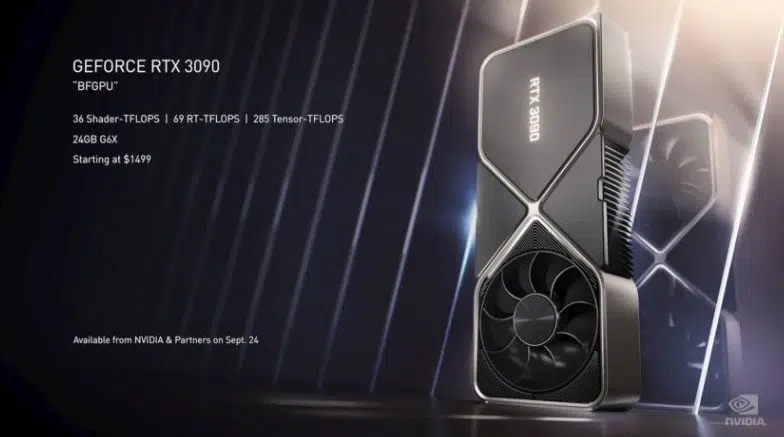 GEFORCE RTX 3090
"BFGPU"
36 Shader-TFLOPS | 69 RT-TFLOPS | 285 Tensor-TFLOPS
24GB G6X
Starting at $1499
RTX 3090
Available from NVIDIA & Partners on Sept. 24
NVIDIA